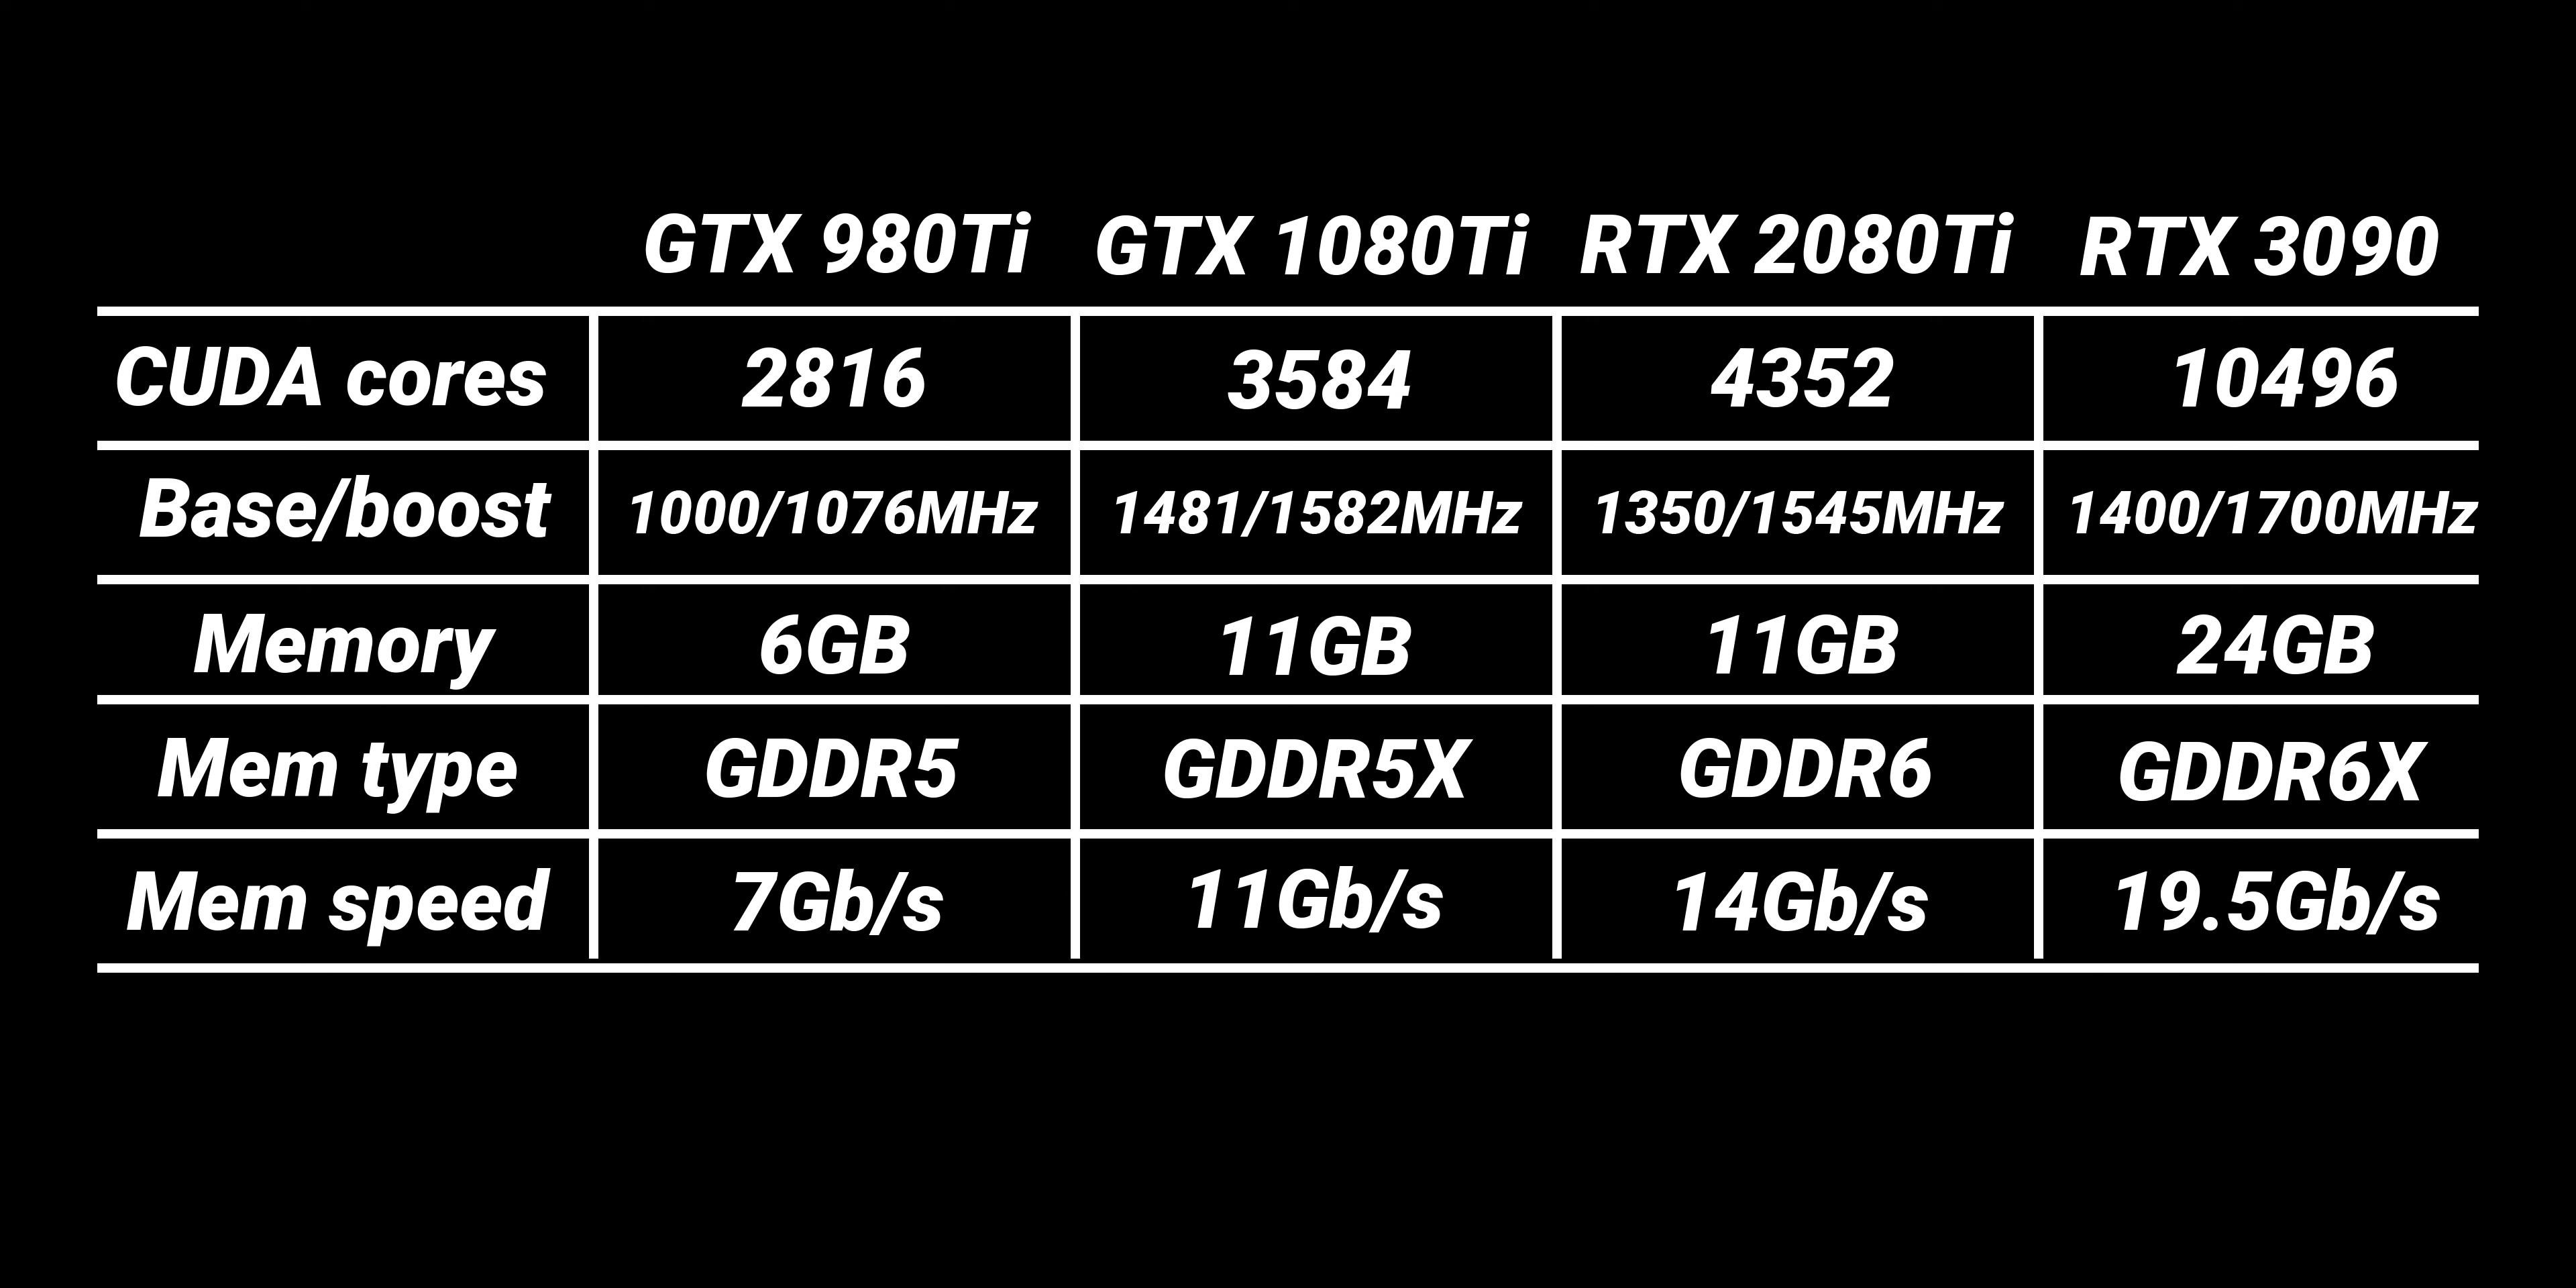 GTX 980Ti GTX 1080Ti RTX 2080Ti RTX 3090
CUDA cores 2816 3584 4352 10496
Base/boost 1000/1076MHz 1481/1582MHz 1350/1545MHz 1400/1700MHz
Memory 6GB 11GB 11GB 24GB
Mem type GDDR5 GDDR5X GDDR6 GDDR6X
Mem speed 7Gb/s 11Gb/s 14Gb/s 19.5Gb/s